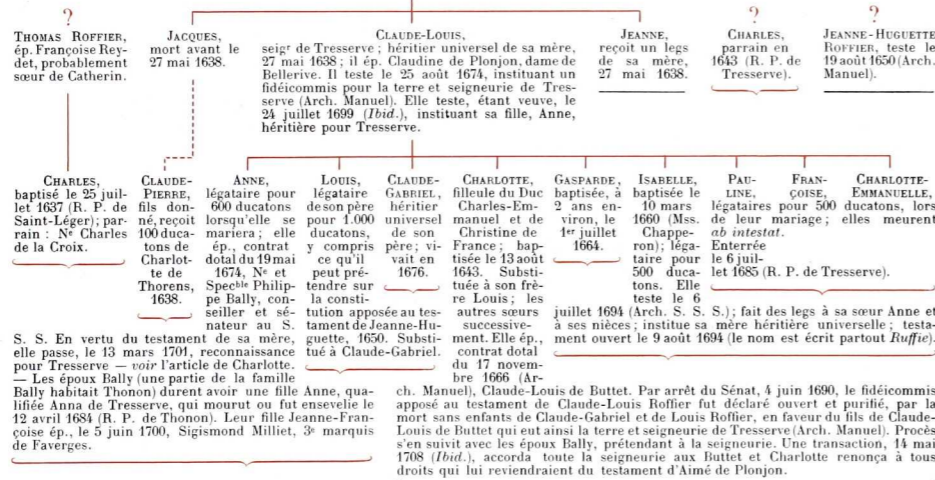 ?
?
?
THOMAS ROFFIER,
ép. Françoise Rey-
det, probablement
sœur de Catherin.
JACQUES,
mort avant le
27 mai 1638.
CLAUDE-LOUIS,
seigr de Tresserve ; héritier universel de sa mère,
27 mai 1638 ; il ép. Claudine de Plonjon, dame de
Bellerive. Il teste le 25 août 1674, instituant un
fidéicommis pour la terre et seigneurie de Tres-
serve (Arch. Manuel). Elle teste, étant veuve, le
24 juillet 1699 (Ibid.), instituant sa fille, Anne,
héritière pour Tresserve.
JEANNE,
reçoit un legs
de sa mère,
27 mai 1638.
CHARLES,
parrain en
1643 (R. P. de
Tresserve).
JEANNE-HUGUETTE
ROFFIER, teste le
19 août 1650 (Arch.
Manuel).
CHARLES,
baptisé le 25 juil-
let 1637 (R. P. de
Saint-Léger) ; par-
rain : Ne Charles
de la Croix.
CLAUDE-
PIERRE,
fils don-
né, reçoit
100 duca-
tons de
Charlot-
te de
Thorens,
1638.
ANNE,
légataire pour
600 ducatons
lorsqu'elle se
mariera ; elle
ép., contrat
dotal du 19 mai
1674, Ne et
Specble Philip-
pe Bally, con-
seiller et sé-
nateur au S.
S. S. En vertu du testament de sa mère,
elle passe, le 13 mars 1701, reconnaissance
pour Tresserve — voir l'article de Charlotte.
— Les époux Bally (une partie de la famille
Bally habitait Thonon) durent avoir une fille Anne, qua-
lifiée Anna de Tresserve, qui mourut ou fut ensevelie le
12 avril 1684 (R. P. de Thonon). Leur fille Jeanne-Fran-
çoise ép., le 5 juin 1700, Sigismond Milliet, 3e marquis
de Faverges.
LOUIS,
légataire
de son père
pour 1.000
ducatons,
y compris
ce qu'il
peut pré-
tendre sur
la consti-
tution apposée au tes-
tament de Jeanne-Hu-
guette, 1650. Substi-
tué à Claude-Gabriel.
CLAUDE-
GABRIEL,
héritier
universel
de son
père ; vi-
vait en
1676.
CHARLOTTE,
filleule du Duc
Charles-Em-
manuel et de
Christine de
France ; bap-
tisée le 13 août
1643. Substi-
tuée à son frè-
re Louis ; les
autres sœurs
successive-
ment. Elle ép.,
contrat dotal
du 17 novem-
bre 1666 (Ar-
ch. Manuel), Claude-Louis de Buttet. Par arrêt du Sénat, 4 juin 1690, le fidéicommis
apposé au testament de Claude-Louis Roffier fut déclaré ouvert et purifié, par la
mort sans enfants de Claude-Gabriel et de Louis Roffier, en faveur du fils de Claude-
Louis de Buttet qui eut ainsi la terre et seigneurie de Tresserve (Arch. Manuel). Procès
s'en suivit avec les époux Bally, prétendant à la seigneurie. Une transaction, 14 mai
1708 (Ibid.), accorda toute la seigneurie aux Buttet et Charlotte renonça à tous
droits qui lui reviendraient du testament d'Aimé de Plonjon.
GASPARDE,
baptisée, à
2 ans en-
viron, le
1er juillet
1664.
ISABELLE,
baptisée le
10 mars
1660 (Mss.
Chappe-
ron) ; léga-
taire pour
500 duca-
tons. Elle
teste le 6
juillet 1694 (Arch. S. S. S.) ; fait des legs à sa sœur Anne et
à ses nièces ; institue sa mère héritière universelle ; testa-
ment ouvert le 9 août 1694 (le nom est écrit partout Ruffie).
PAU-
LINE,
FRAN-
ÇOISE,
CHARLOTTE-
EMMANUELLE,
légataires pour 500 ducatons, lors
de leur mariage ; elles meurent
ab intestat.
Enterrée
le 6 juil-
let 1685 (R. P. de Tresserve).